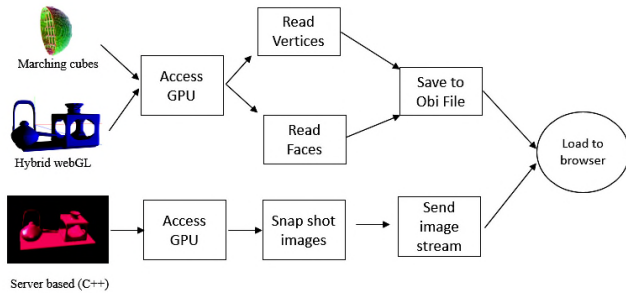 Marching cubes
Hybrid webGL
Access
GPU
Read
Vertices
Read
Faces
Save to
Obi File
Load to
browser
Server based (C++)
Access
GPU
Snap shot
images
Send
image
stream